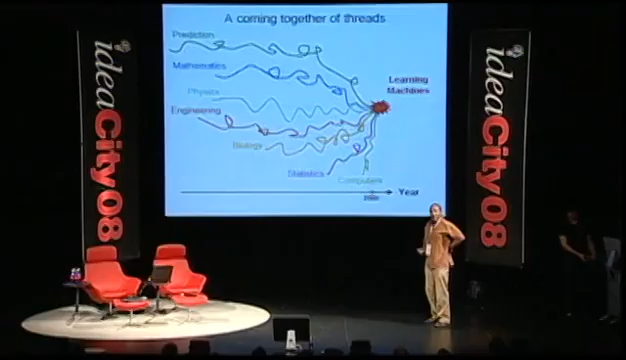 A coming together of threads
Prediction
Mathematics
Physics
Engineering
Biology
Statistics
Computers
Learning
Machines
Year
ideaCity08
ideaCity08